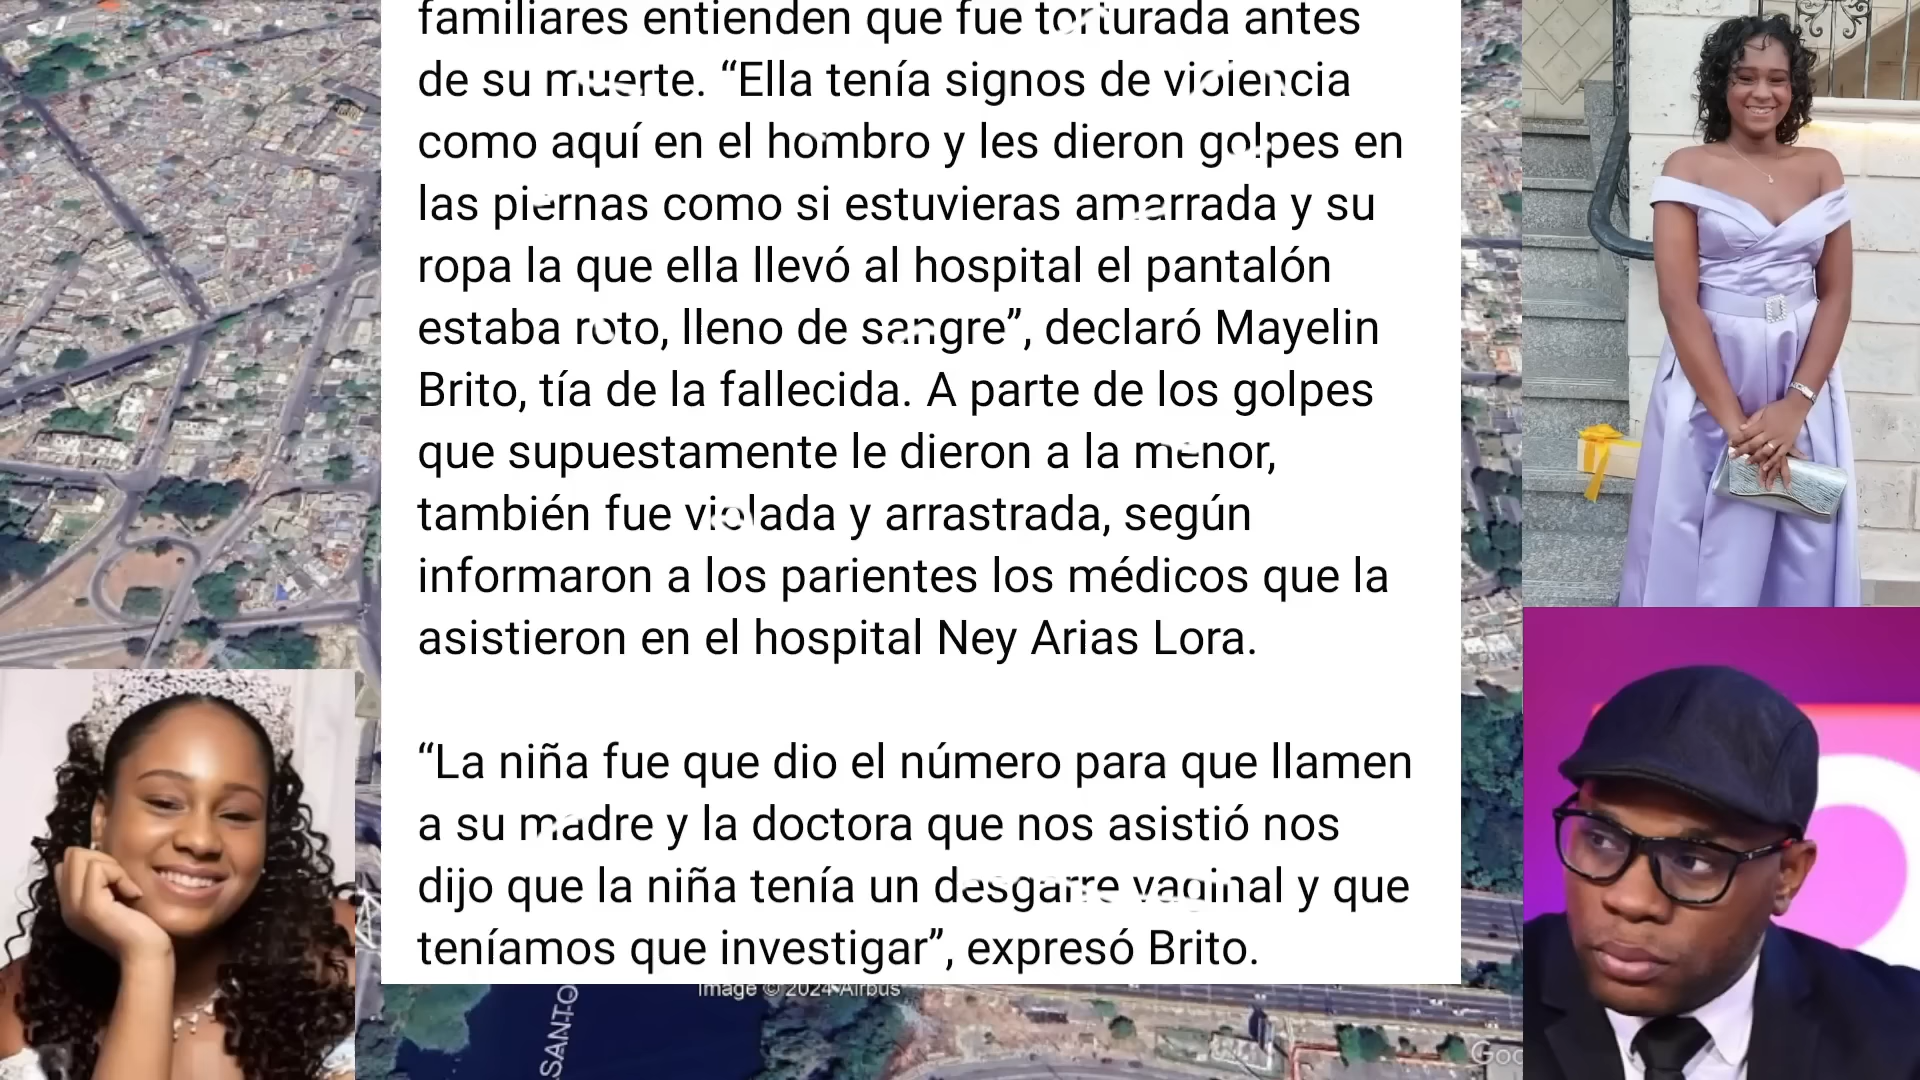 familiares entienden que fue torturada antes
de su muerte. “Ella tenía signos de violencia
como aquí en el hombro y les dieron golpes en
las piernas como si estuvieras amarrada y su
ropa la que ella llevó al hospital el pantalón
estaba roto, lleno de sangre”, declaró Mayelin
Brito, tía de la fallecida. A parte de los golpes
que supuestamente le dieron a la menor,
también fue violada y arrastrada, según
informaron a los parientes los médicos que la
asistieron en el hospital Ney Arias Lora.
“La niña fue que dio el número para que llamen
a su madre y la doctora que nos asistió nos
dijo que la niña tenía un desgarre vaginal y que
teníamos que investigar”, expresó Brito.
Image © 2024 Airbus
SANTO
Goo